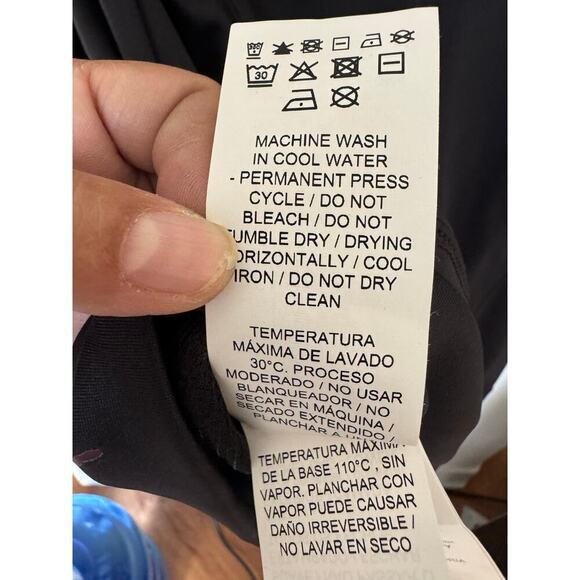 30
MACHINE WASH
IN COOL WATER
- PERMANENT PRESS
CYCLE / DO NOT
BLEACH / DO NOT
TUMBLE DRY / DRYING
HORIZONTALLY / COOL
IRON / DO NOT DRY
CLEAN
TEMPERATURA
MÁXIMA DE LAVADO
30°C. PROCESO
MODERADO / NO USAR
BLANQUEADOR / NO
SECAR EN MÁQUINA /
SECADO EXTENDIDO /
PLANCHAR A
TEMPERATURA MÁXIMA
DE LA BASE 110°C , SIN
VAPOR. PLANCHAR CON
VAPOR PUEDE CAUSAR
DAÑO IRREVERSIBLE /
NO LAVAR EN SECO